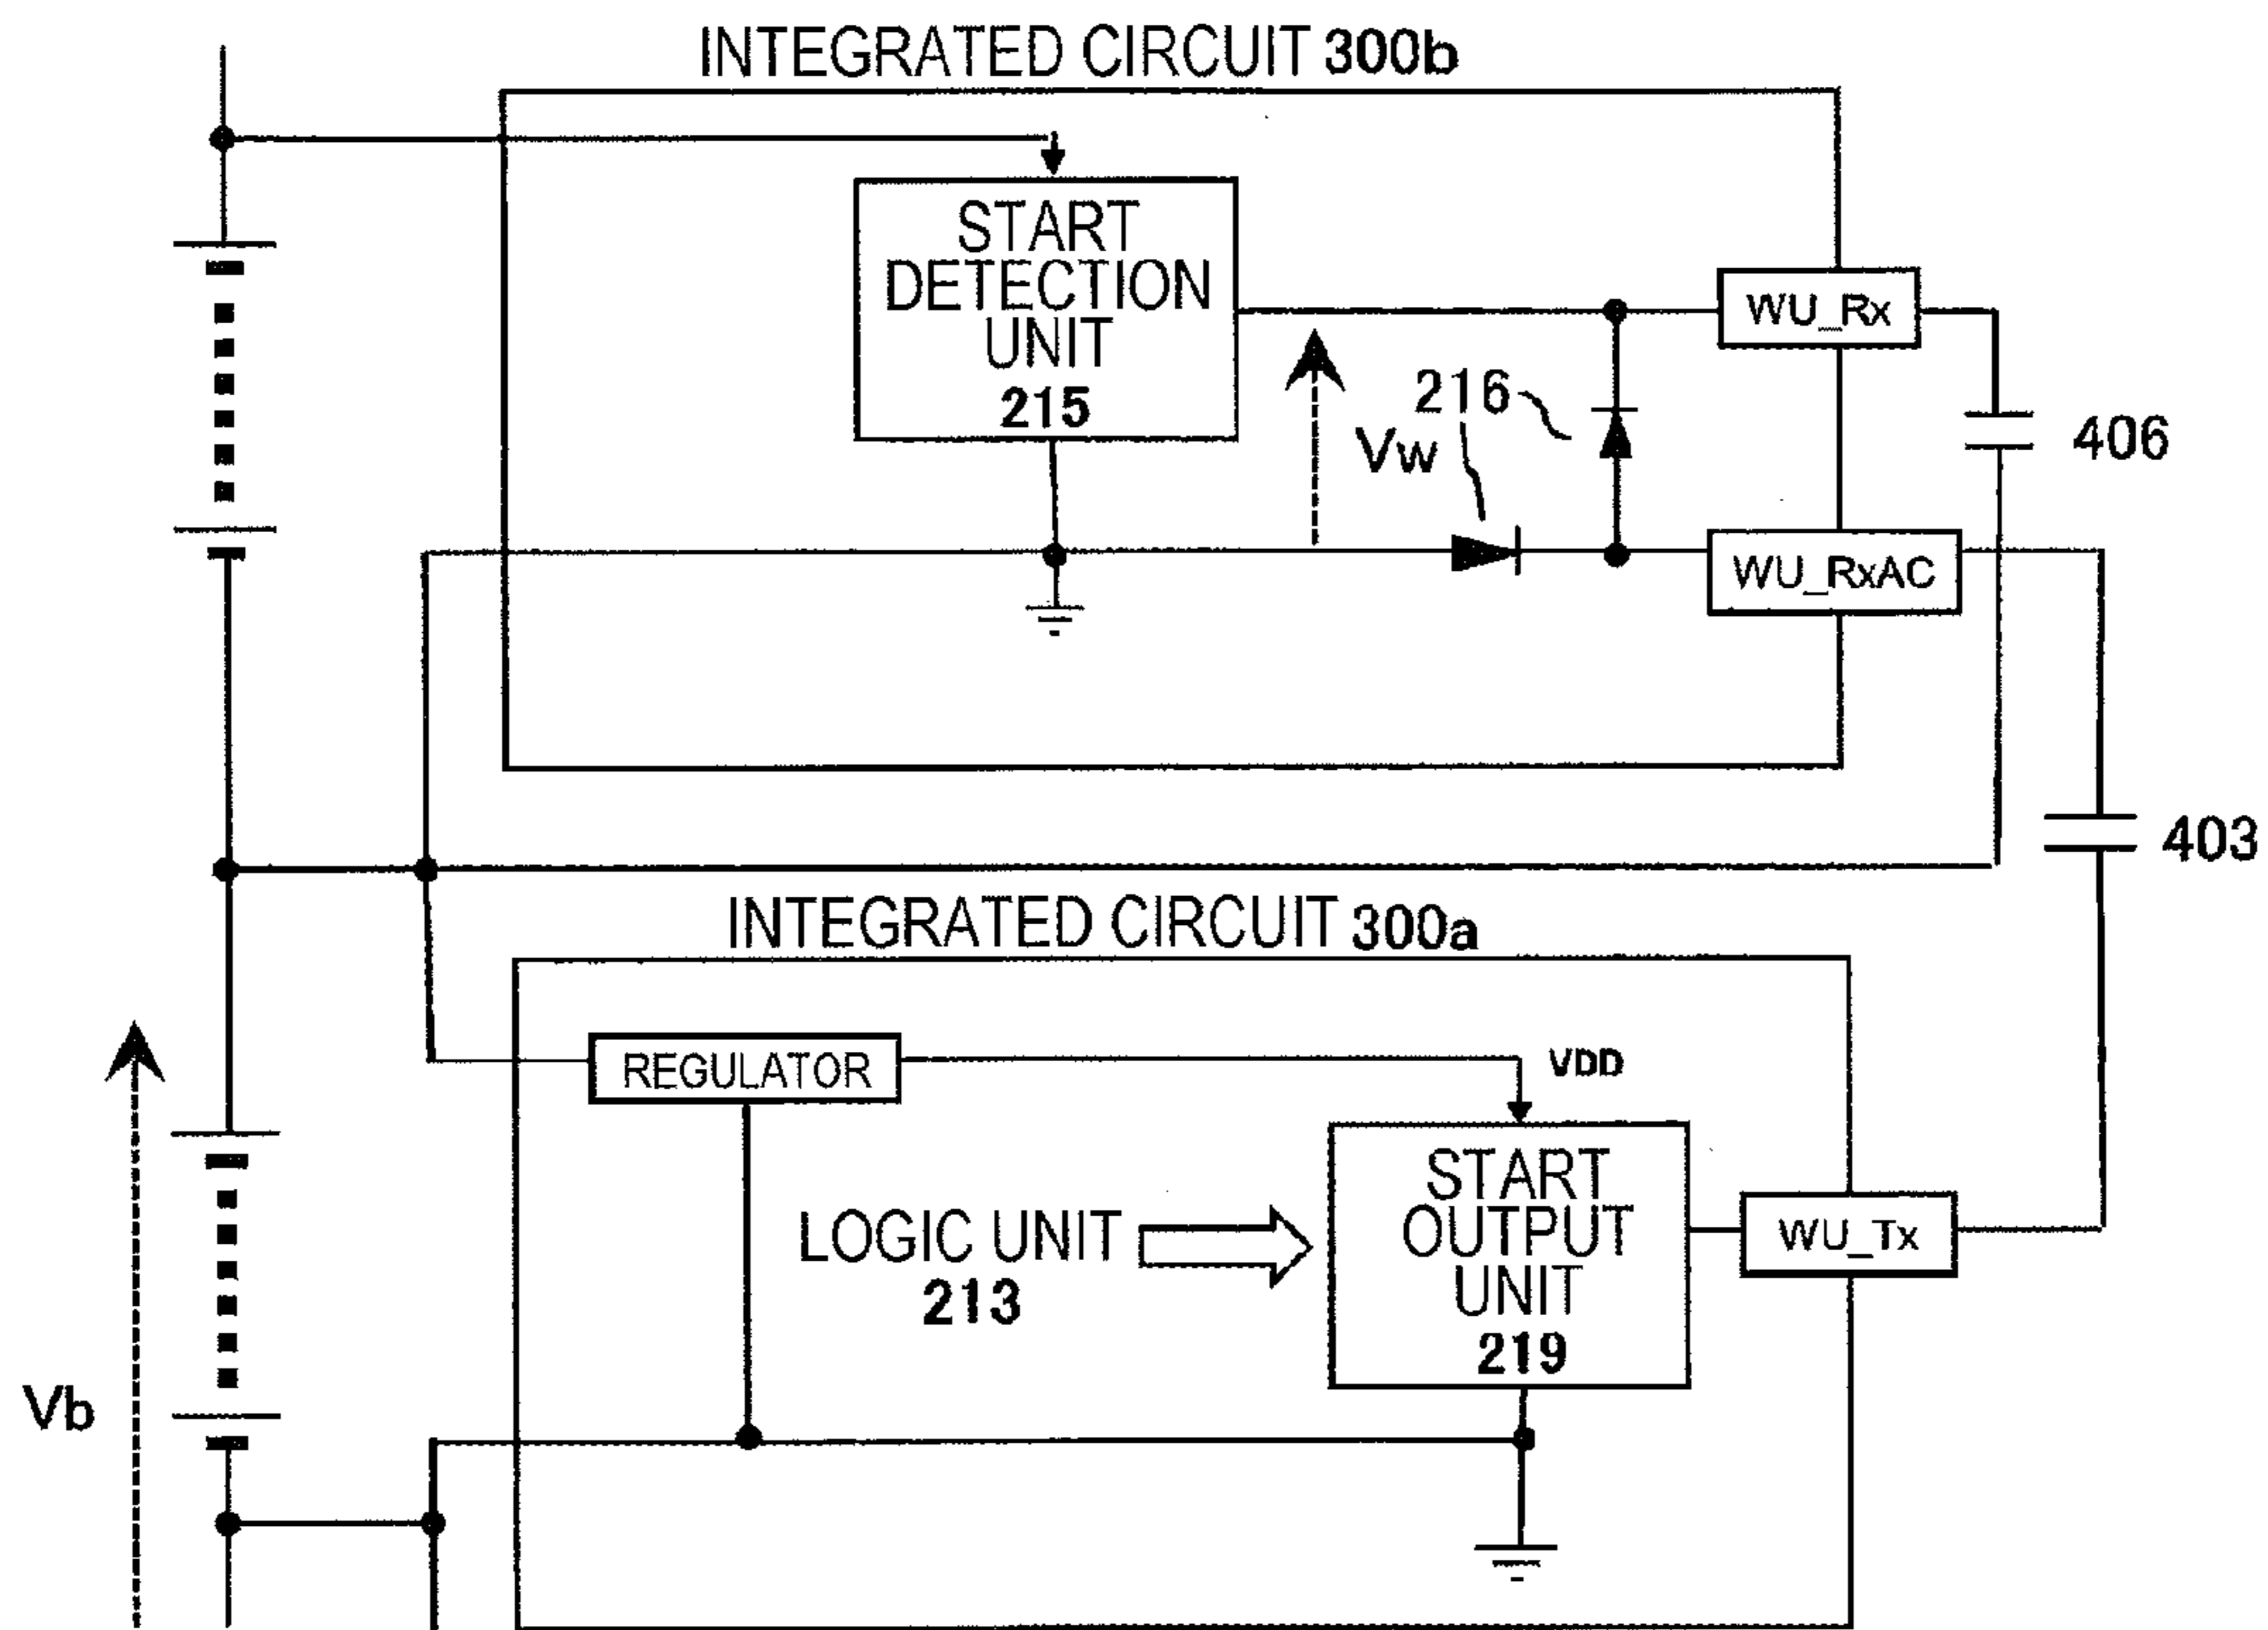 INTEGRATED CIRCUIT 300b
START
DETECTION
UNIT
215
WU_Rx
216
Vw
406
WU_RxAC
403
INTEGRATED CIRCUIT 300a
REGULATOR
VDD
START
OUTPUT
UNIT
219
LOGIC UNIT
213
WU_Tx
Vb